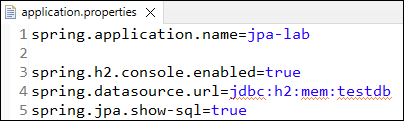 application.properties
1 spring.application.name=jpa-lab
2
3 spring.h2.console.enabled=true
4 spring.datasource.url=jdbc:h2:mem:testdb
5 spring.jpa.show-sql=true